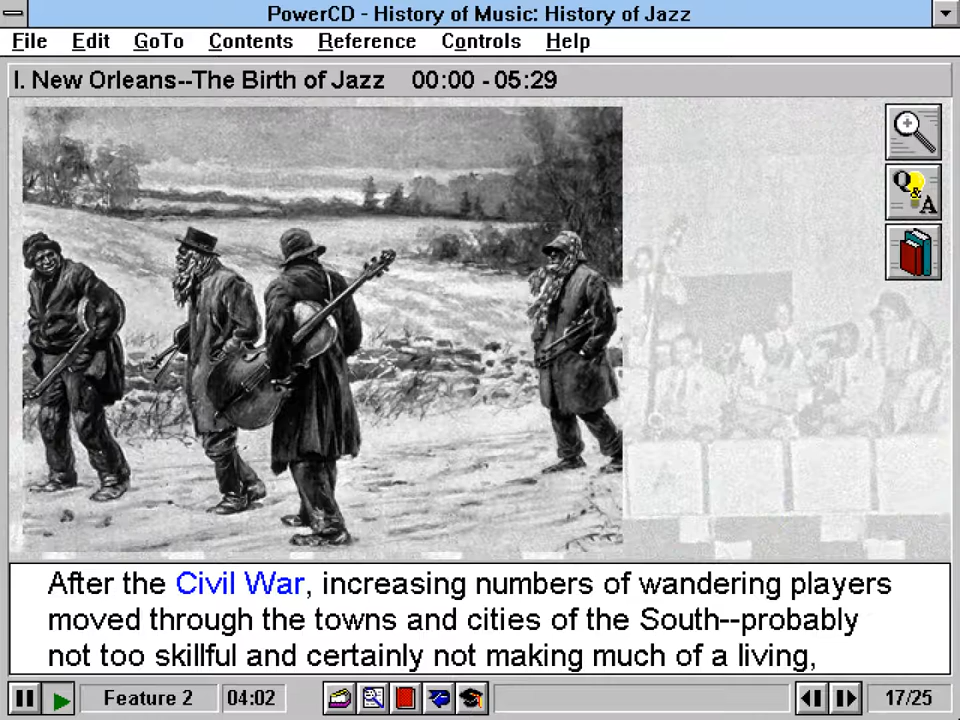 PowerCD - History of Music: History of Jazz
File Edit GoTo Contents Reference Controls Help
I. New Orleans--The Birth of Jazz 00:00 - 05:29
Q&A
After the Civil War, increasing numbers of wandering players
moved through the towns and cities of the South--probably
not too skillful and certainly not making much of a living,
Feature 2 04:02 17/25